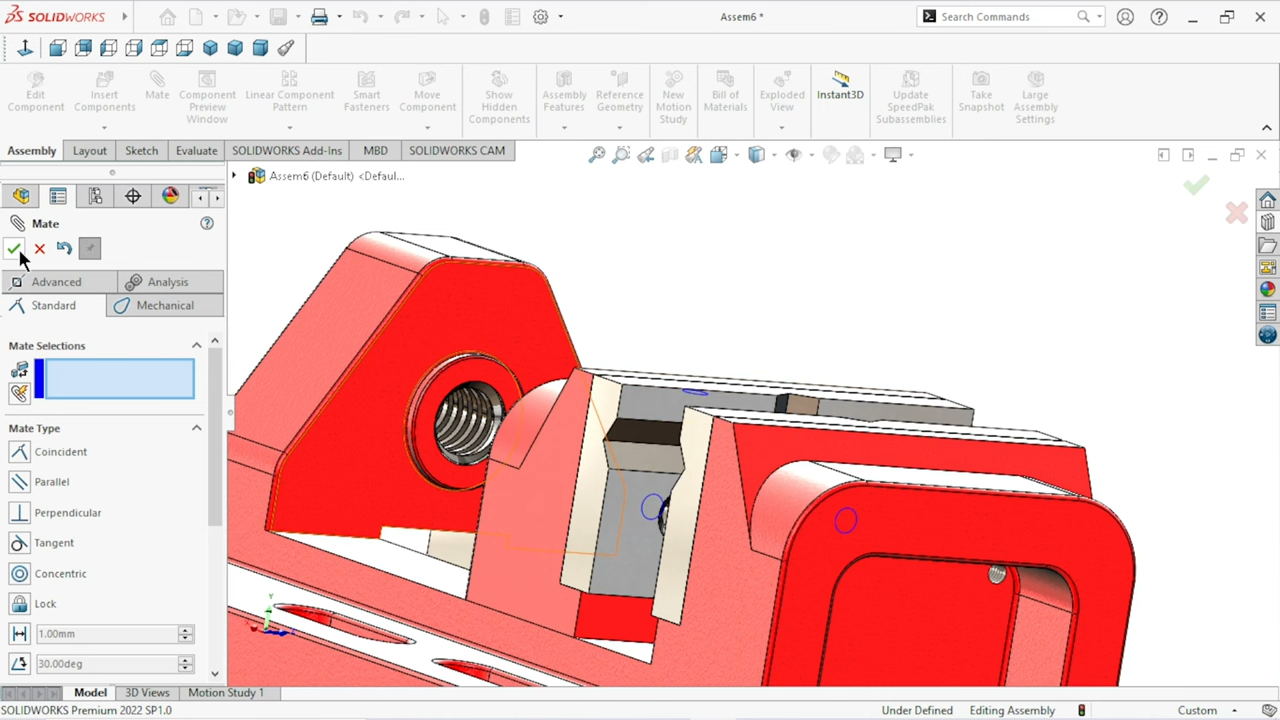 SOLIDWORKS
Assem6 *
Search Commands
Edit Component
Insert Components
Mate
Component Preview Window
Linear Component Pattern
Smart Fasteners
Move Component
Show Hidden Components
Assembly Features
Reference Geometry
New Motion Study
Bill of Materials
Exploded View
Instant3D
Update SpeedPak Subassemblies
Take Snapshot
Large Assembly Settings
Assembly
Layout
Sketch
Evaluate
SOLIDWORKS Add-Ins
MBD
SOLIDWORKS CAM
Assem6 (Default) <Defaul...
Mate
Advanced
Analysis
Standard
Mechanical
Mate Selections
Mate Type
Coincident
Parallel
Perpendicular
Tangent
Concentric
Lock
1.00mm
30.00deg
Y
Model
3D Views
Motion Study 1
SOLIDWORKS Premium 2022 SP1.0
Under Defined
Editing Assembly
Custom